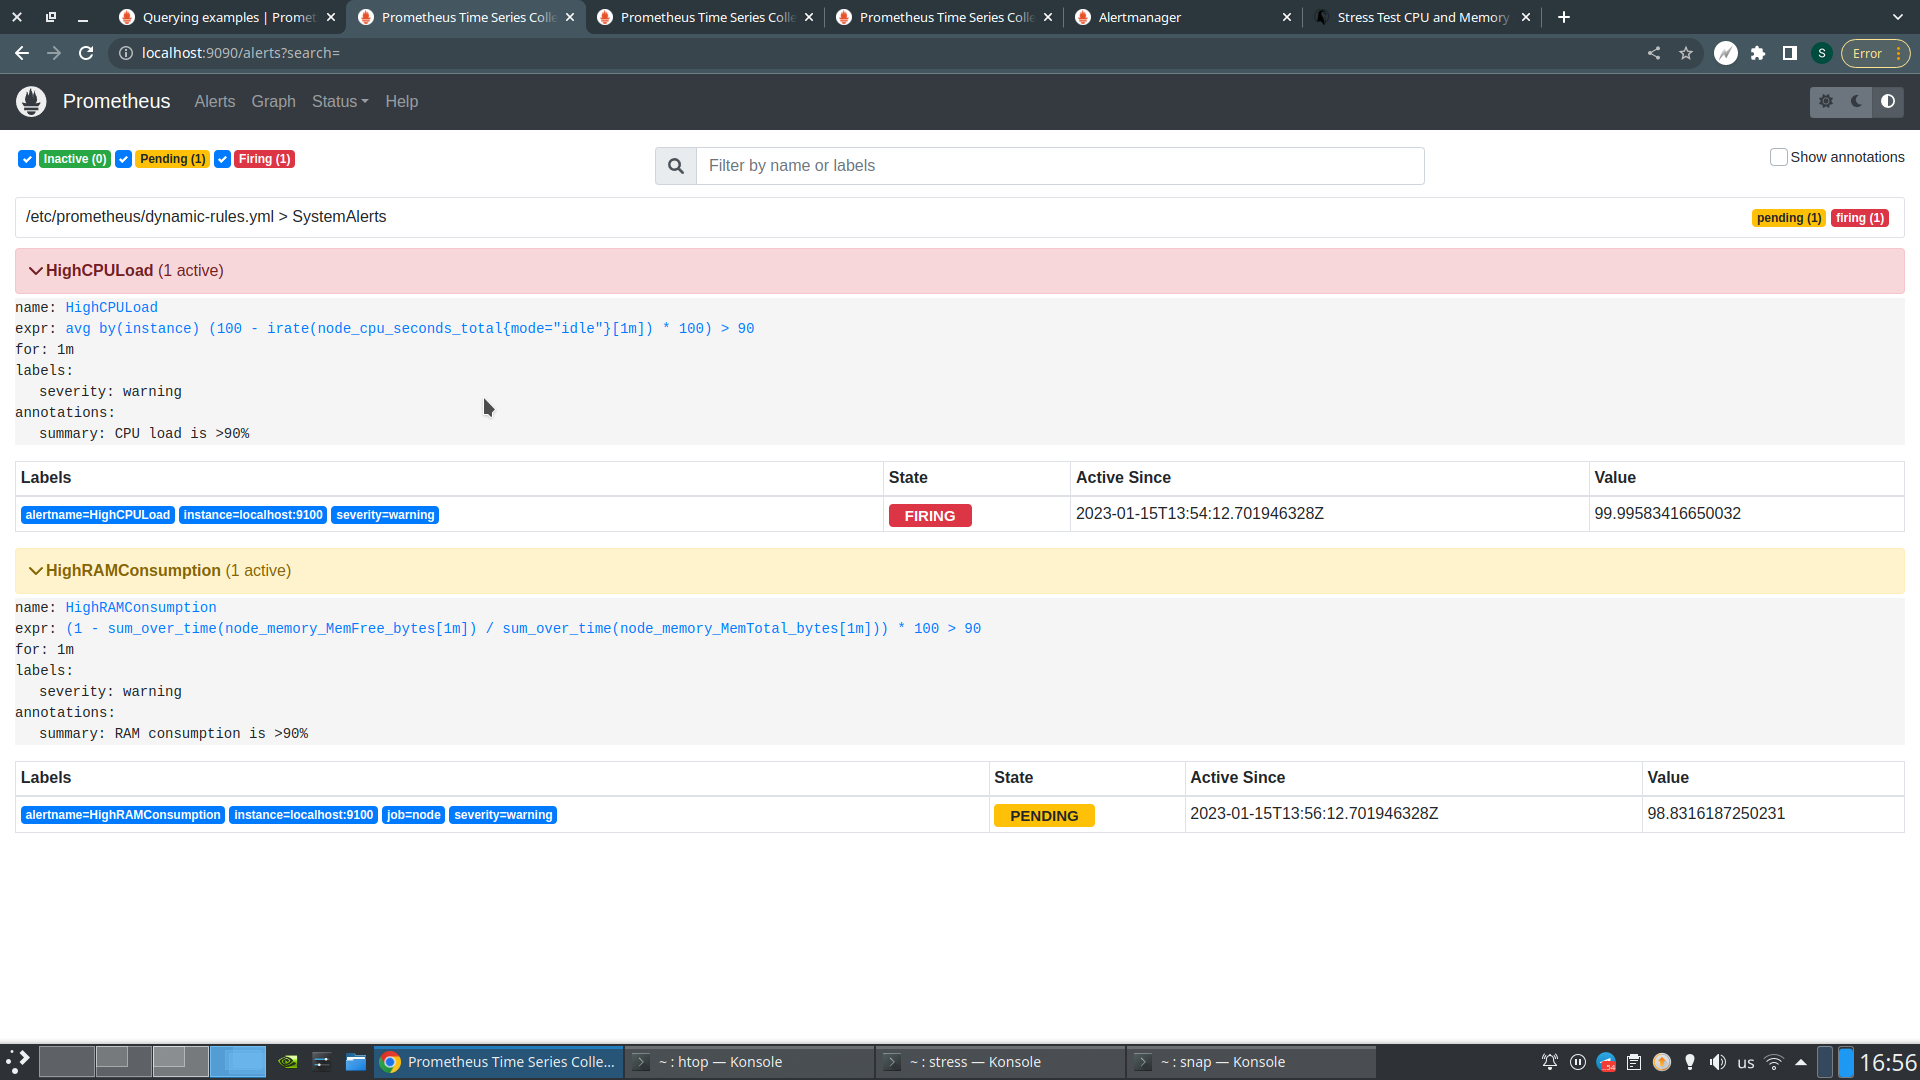 Querying examples | Promet
Prometheus Time Series Colle
Prometheus Time Series Colle
Prometheus Time Series Colle
Alertmanager
Stress Test CPU and Memory
localhost:9090/alerts?search=
S
Error
Prometheus
Alerts
Graph
Status
Help
Inactive (0)
Pending (1)
Firing (1)
Filter by name or labels
Show annotations
/etc/prometheus/dynamic-rules.yml > SystemAlerts
pending (1)
firing (1)
HighCPULoad (1 active)
name: HighCPULoad
expr: avg by(instance) (100 - irate(node_cpu_seconds_total{mode="idle"}[1m]) * 100) > 90
for: 1m
labels:
severity: warning
annotations:
summary: CPU load is >90%
Labels State Active Since Value
alertname=HighCPULoad instance=localhost:9100 severity=warning FIRING 2023-01-15T13:54:12.701946328Z 99.99583416650032
HighRAMConsumption (1 active)
name: HighRAMConsumption
expr: (1 - sum_over_time(node_memory_MemFree_bytes[1m]) / sum_over_time(node_memory_MemTotal_bytes[1m])) * 100 > 90
for: 1m
labels:
severity: warning
annotations:
summary: RAM consumption is >90%
Labels State Active Since Value
alertname=HighRAMConsumption instance=localhost:9100 job=node severity=warning PENDING 2023-01-15T13:56:12.701946328Z 98.8316187250231
Prometheus Time Series Colle...
~ : htop — Konsole
~ : stress — Konsole
~ : snap — Konsole
us
16:56